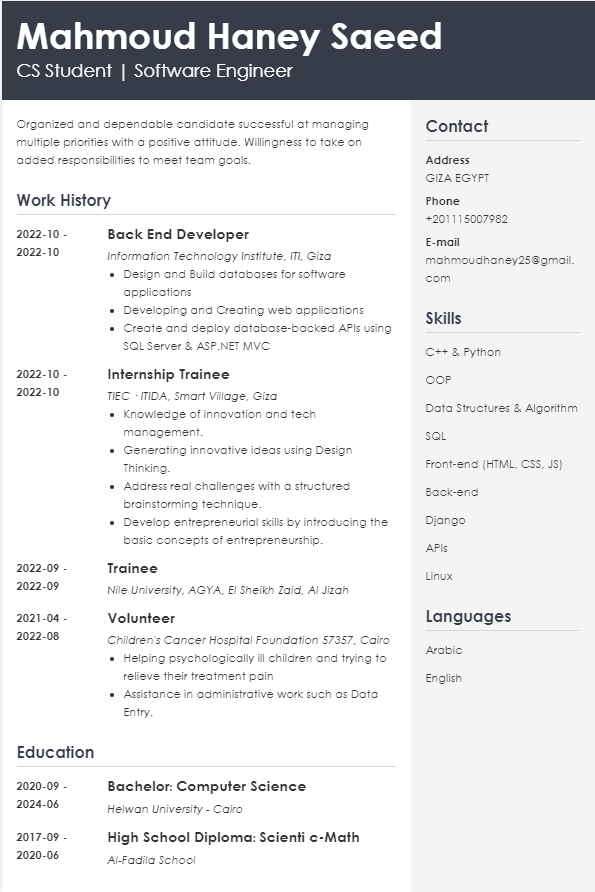 Mahmoud Haney Saeed
CS Student | Software Engineer
Organized and dependable candidate successful at managing
multiple priorities with a positive attitude. Willingness to take on
added responsibilities to meet team goals.
Work History
2022-10 -
2022-10
Back End Developer
Information Technology Institute, ITI, Giza
• Design and Build databases for software
applications
• Developing and Creating web applications
• Create and deploy database-backed APIs using
SQL Server & ASP.NET MVC
2022-10 -
2022-10
Internship Trainee
TIEC · ITIDA, Smart Village, Giza
• Knowledge of innovation and tech
management.
• Generating innovative ideas using Design
Thinking.
• Address real challenges with a structured
brainstorming technique.
• Develop entrepreneurial skills by introducing the
basic concepts of entrepreneurship.
2022-09 -
2022-09
Trainee
Nile University, AGYA, El Sheikh Zaid, Al Jizah
2021-04 -
2022-08
Volunteer
Children's Cancer Hospital Foundation 57357, Cairo
• Helping psychologically ill children and trying to
relieve their treatment pain
• Assistance in administrative work such as Data
Entry.
Education
2020-09 -
2024-06
Bachelor: Computer Science
Helwan University - Cairo
2017-09 -
2020-06
High School Diploma: Scienti c-Math
Al-Fadila School
Contact
Address
GIZA EGYPT
Phone
+201115007982
E-mail
mahmoudhaney25@gmail.
com
Skills
C++ & Python
OOP
Data Structures & Algorithm
SQL
Front-end (HTML, CSS, JS)
Back-end
Django
APIs
Linux
Languages
Arabic
English